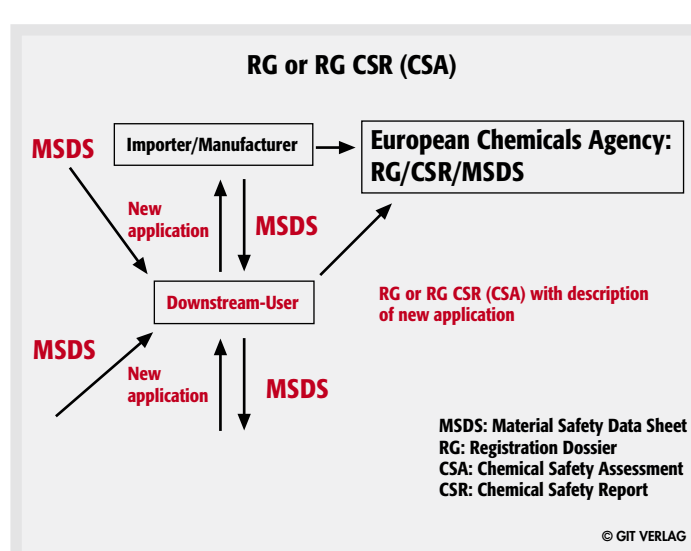 RG or RG CSR (CSA)
MSDS
Importer/Manufacturer
European Chemicals Agency:
RG/CSR/MSDS
New
application
MSDS
Downstream-User
RG or RG CSR (CSA) with description
of new application
MSDS
New
application
MSDS
MSDS: Material Safety Data Sheet
RG: Registration Dossier
CSA: Chemical Safety Assessment
CSR: Chemical Safety Report
© GIT VERLAG